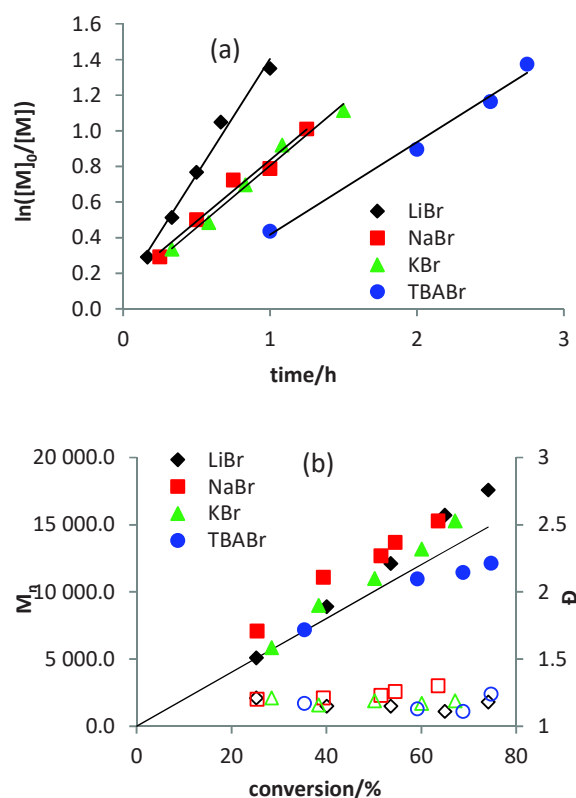 (a)
ln([M]₀/[M])
1.6
1.4
1.2
1.0
0.8
0.6
0.4
0.2
0.0
0
1
2
3
time/h
LiBr
NaBr
KBr
TBABr
(b)
LiBr
NaBr
KBr
TBABr
Mₙ
20 000.0
15 000.0
10 000.0
5 000.0
0.0
0
20
40
60
80
conversion/%
3
2.5
2
1.5
1
Đ